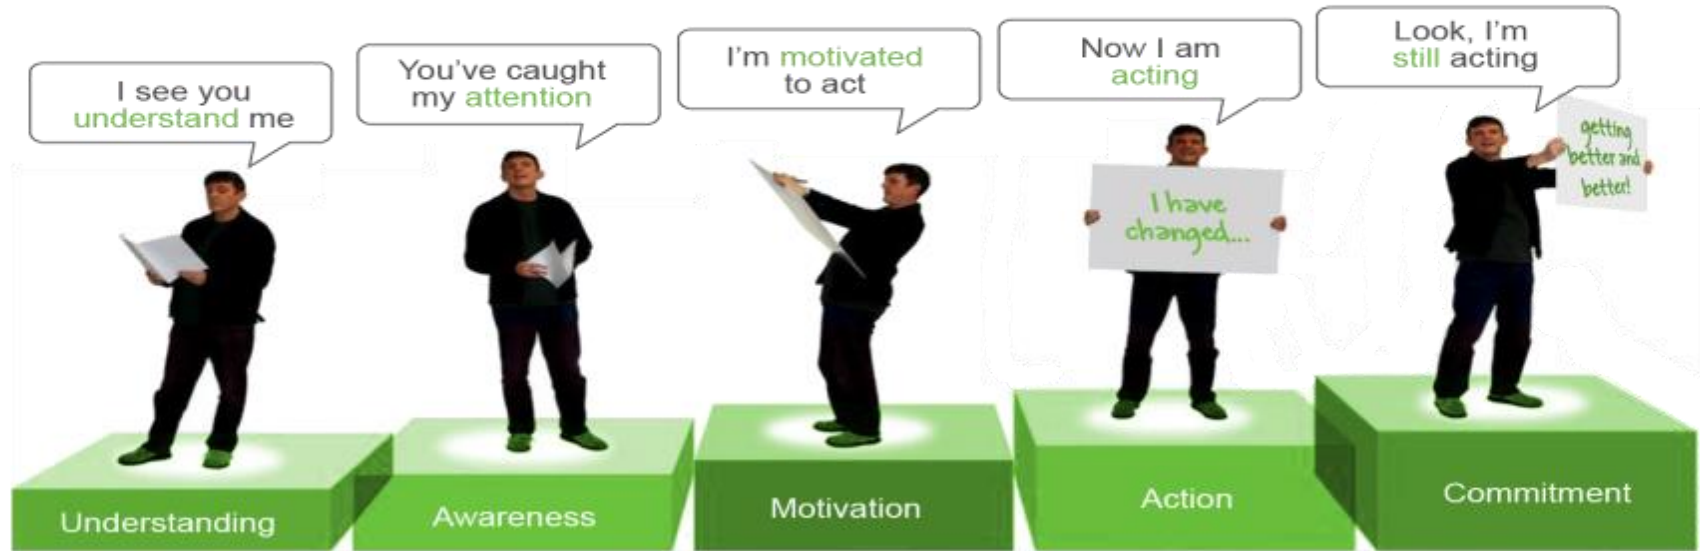 I see you
understand me
You've caught
my attention
I'm motivated
to act
Now I am
acting
Look, I'm
still acting
I have
changed...
getting
better and
better!
Understanding
Awareness
Motivation
Action
Commitment